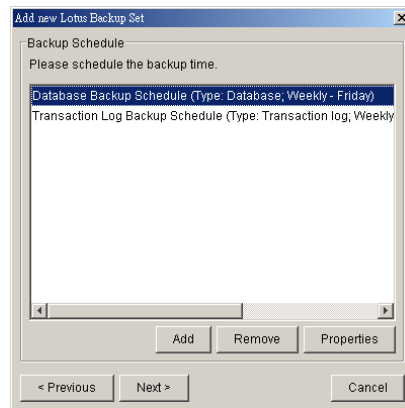 Add new Lotus Backup Set
Backup Schedule
Please schedule the backup time.
Database Backup Schedule (Type: Database; Weekly - Friday)
Transaction Log Backup Schedule (Type: Transaction log; Weekly
Add Remove Properties
< Previous Next > Cancel